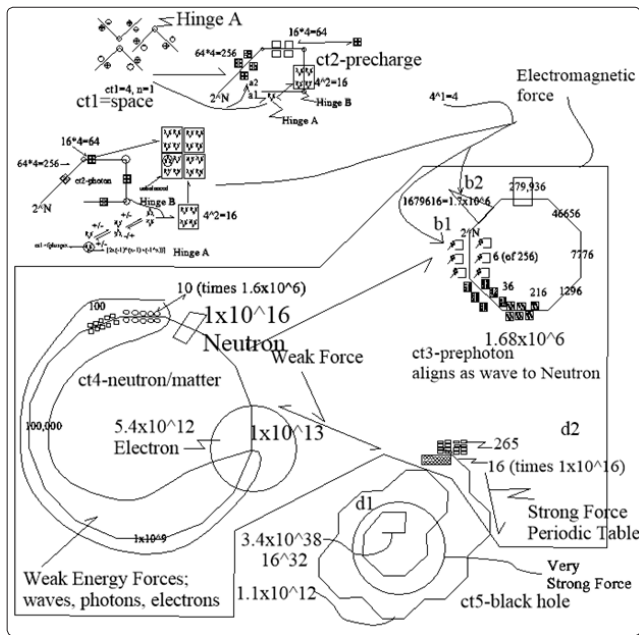 Hinge A
16*4=64
ct1=4, n=1
ct1=space
64*4=256
ct2-precharge
a2
a1
2^N
4^2=16
Hinge B
Hinge A
Electromagnetic
force
4^1=4
16*4=64
64*4=256
ct2-photon
unbalanced
2^N
Hinge B
4^2=16
+/-
+/-
-/+
+/-
Hinge A
b2
279,936
1679616=1.7x10^6
46656
b1
2^N
6 (of 256)
7776
36
216
1296
1.68x10^6
ct3-prephoton
aligns as wave to Neutron
10 (times 1.6x10^6)
100
1x10^16
Neutron
Weak Force
ct4-neutron/matter
100,000
5.4x10^12
Electron
1x10^13
1x10^9
Weak Energy Forces;
waves, photons, electrons
d2
265
16 (times 1x10^16)
Strong Force
Periodic Table
d1
3.4x10^38
16^32
1.1x10^12
Very
Strong Force
ct5-black hole